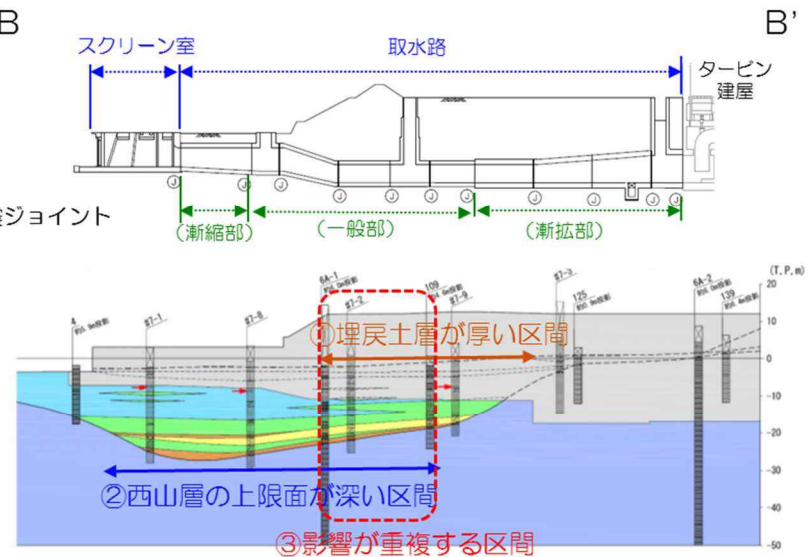 B
B'
スクリーン室
取水路
タービン
建屋
ジョイント
(漸縮部)
(一般部)
(漸拡部)
J J J J J J J J J J
(T.P.m)
4
#7-1
#7-8
6A-1
#7-2
109
#7-9
#7-3
125
6A-2
139
20
10
0
-10
-20
-30
-40
-50
①埋戻土層が厚い区間
②西山層の上限面が深い区間
③影響が重複する区間